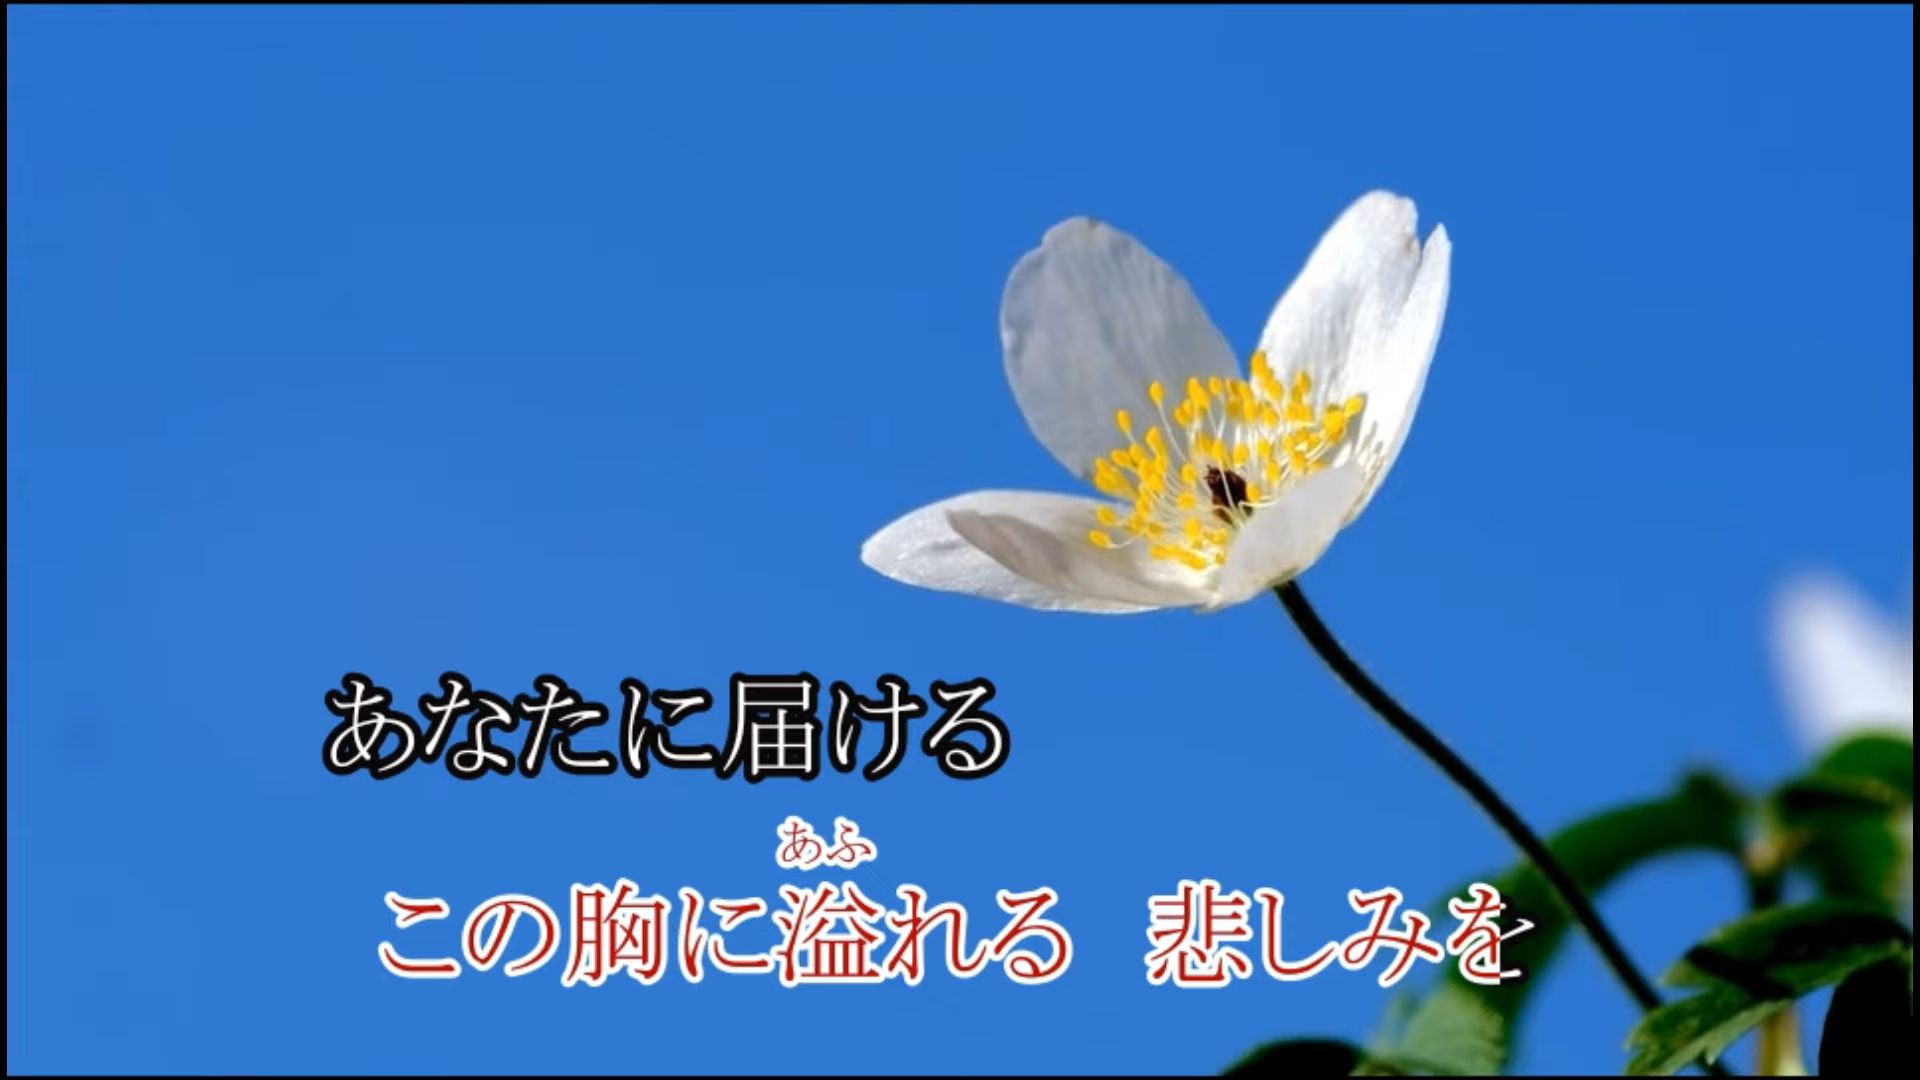 あなたに届ける
あふ
この胸に溢れる　悲しみを